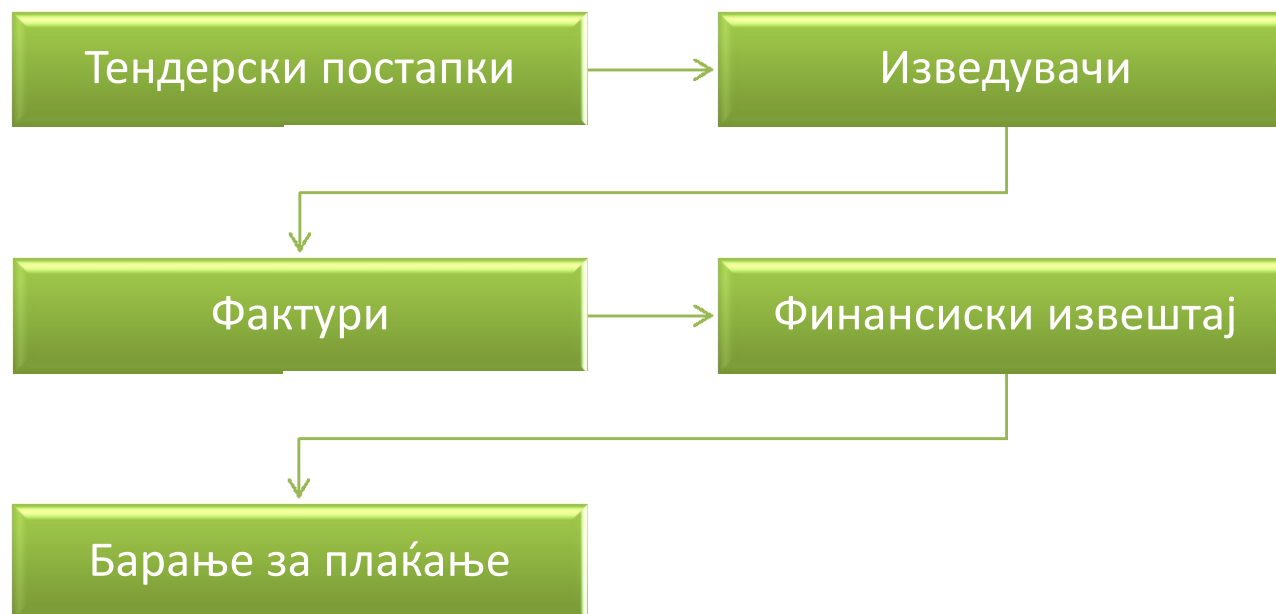 Тендерски постапки
Изведувачи
Фактури
Финансиски извештај
Барање за плаќање